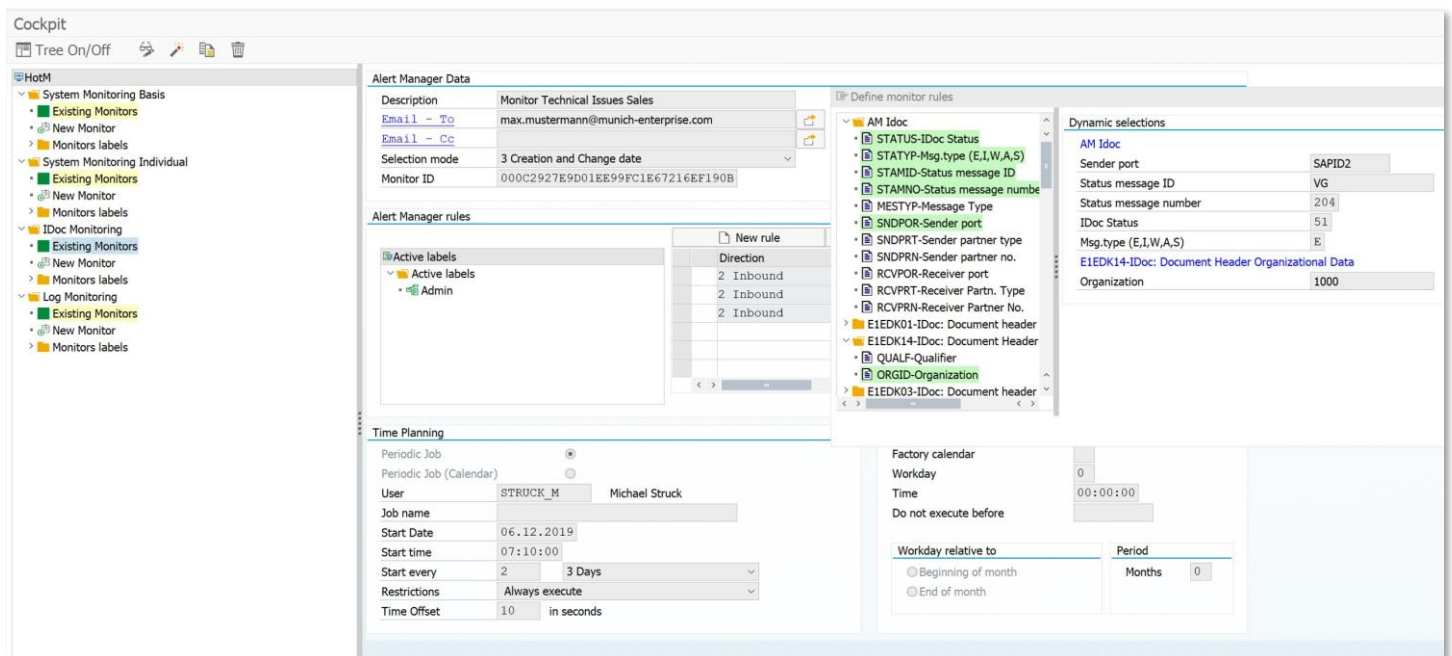 Cockpit
Tree On/Off
HotM
System Monitoring Basis
Existing Monitors
New Monitor
Monitors labels
System Monitoring Individual
Existing Monitors
New Monitor
Monitors labels
IDoc Monitoring
Existing Monitors
New Monitor
Monitors labels
Log Monitoring
Existing Monitors
New Monitor
Monitors labels
Alert Manager Data
Description Monitor Technical Issues Sales
Email - To max.mustermann@munich-enterprise.com
Email - Cc
Selection mode 3 Creation and Change date
Monitor ID 000C2927E9D01EE99FC1E67216EF190B
Alert Manager rules
Active labels
Active labels
Admin
New rule
Direction
2 Inbound
2 Inbound
2 Inbound
Define monitor rules
AM Idoc
STATUS-IDoc Status
STATYP-Msg.type (E,I,W,A,S)
STAMID-Status message ID
STAMNO-Status message numbe
MESTYP-Message Type
SNDPOR-Sender port
SNDPRT-Sender partner type
SNDPRN-Sender partner no.
RCVPOR-Receiver port
RCVPRT-Receiver Partn. Type
RCVPRN-Receiver Partner No.
E1EDK01-IDoc: Document header
E1EDK14-IDoc: Document Header
QUALF-Qualifier
ORGID-Organization
E1EDK03-IDoc: Document header
Dynamic selections
AM Idoc
Sender port SAPID2
Status message ID VG
Status message number 204
IDoc Status 51
Msg.type (E,I,W,A,S) E
E1EDK14-IDoc: Document Header Organizational Data
Organization 1000
Time Planning
Periodic Job
Periodic Job (Calendar)
User STRUCK_M Michael Struck
Job name
Start Date 06.12.2019
Start time 07:10:00
Start every 2 3 Days
Restrictions Always execute
Time Offset 10 in seconds
Factory calendar
Workday 0
Time 00:00:00
Do not execute before
Workday relative to
Beginning of month
End of month
Period
Months 0